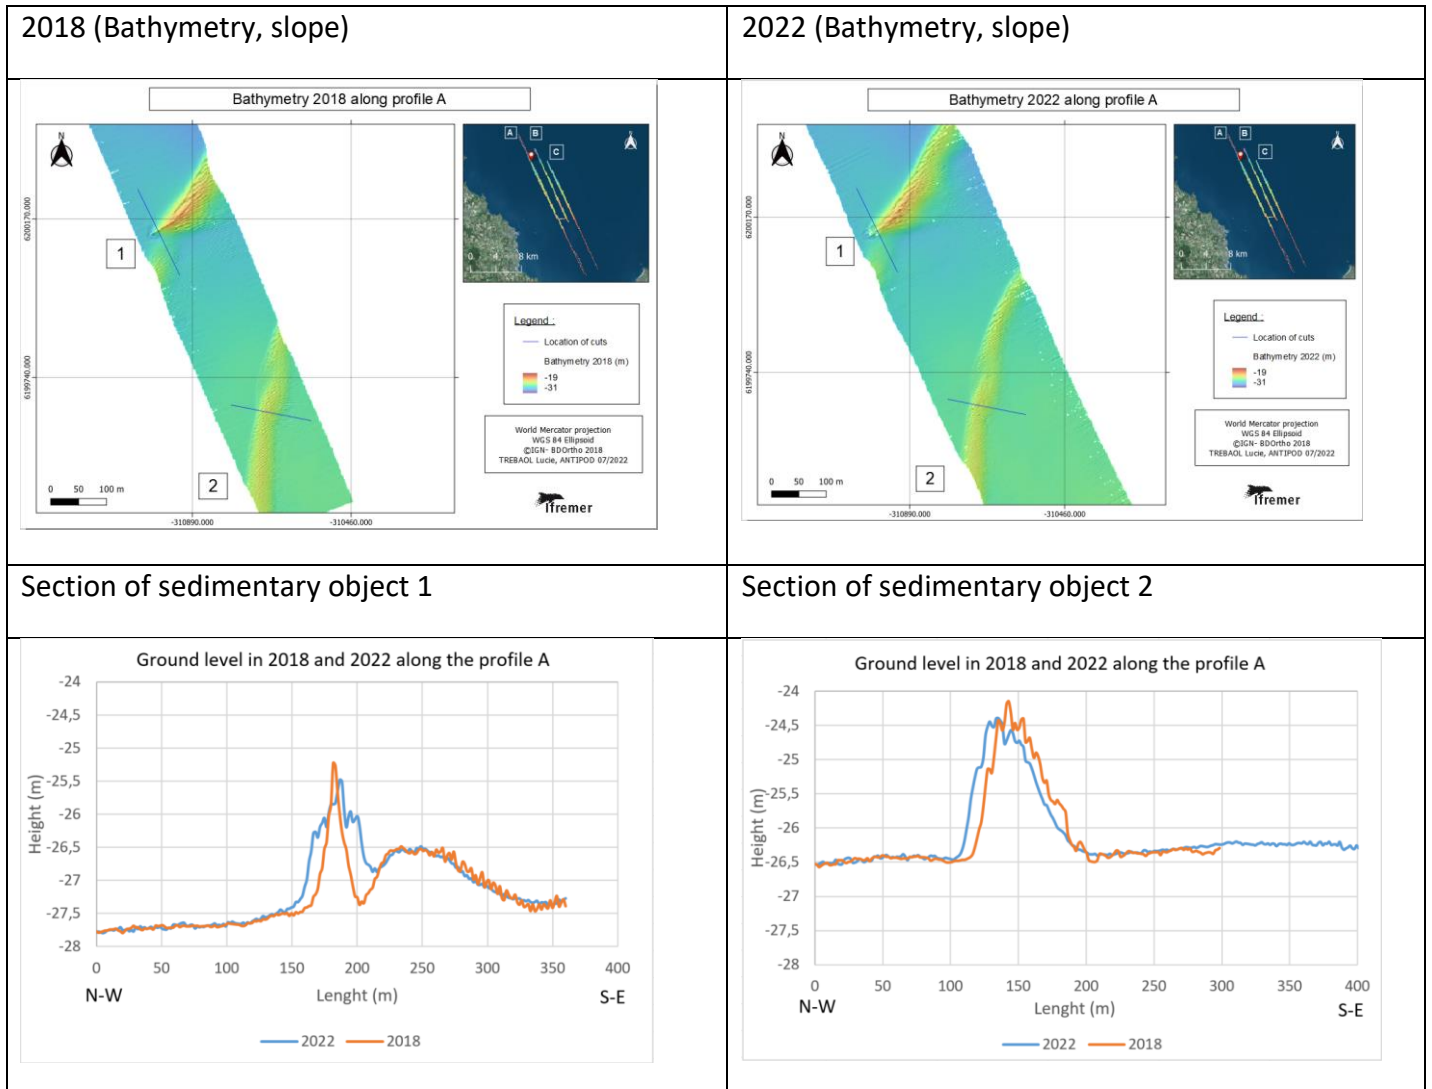 2018 (Bathymetry, slope)
2022 (Bathymetry, slope)
Bathymetry 2018 along profile A
N
6200170.000
6199740.000
1
2
0 50 100 m
-310890.000
-310460.000
A
B
C
0 4 8 km
Legend :
Location of cuts
Bathymetry 2018 (m)
-19
-31
World Mercator projection
WGS 84 Ellipsoid
©IGN- BDOrtho 2018
TREBAOL Lucie, ANTIPOD 07/2022
Ifremer
Bathymetry 2022 along profile A
N
6200170.000
6199740.000
1
2
0 50 100 m
-310890.000
-310460.000
A
B
C
0 4 8 km
Legend :
Location of cuts
Bathymetry 2022 (m)
-19
-31
World Mercator projection
WGS 84 Ellipsoid
©IGN- BDOrtho 2018
TREBAOL Lucie, ANTIPOD 07/2022
Ifremer
Section of sedimentary object 1
Section of sedimentary object 2
Ground level in 2018 and 2022 along the profile A
Height (m)
-24
-24,5
-25
-25,5
-26
-26,5
-27
-27,5
-28
0 50 100 150 200 250 300 350 400
N-W
Lenght (m)
S-E
2022
2018
Ground level in 2018 and 2022 along the profile A
Height (m)
-24
-24,5
-25
-25,5
-26
-26,5
-27
-27,5
-28
0 50 100 150 200 250 300 350 400
N-W
Lenght (m)
S-E
2022
2018